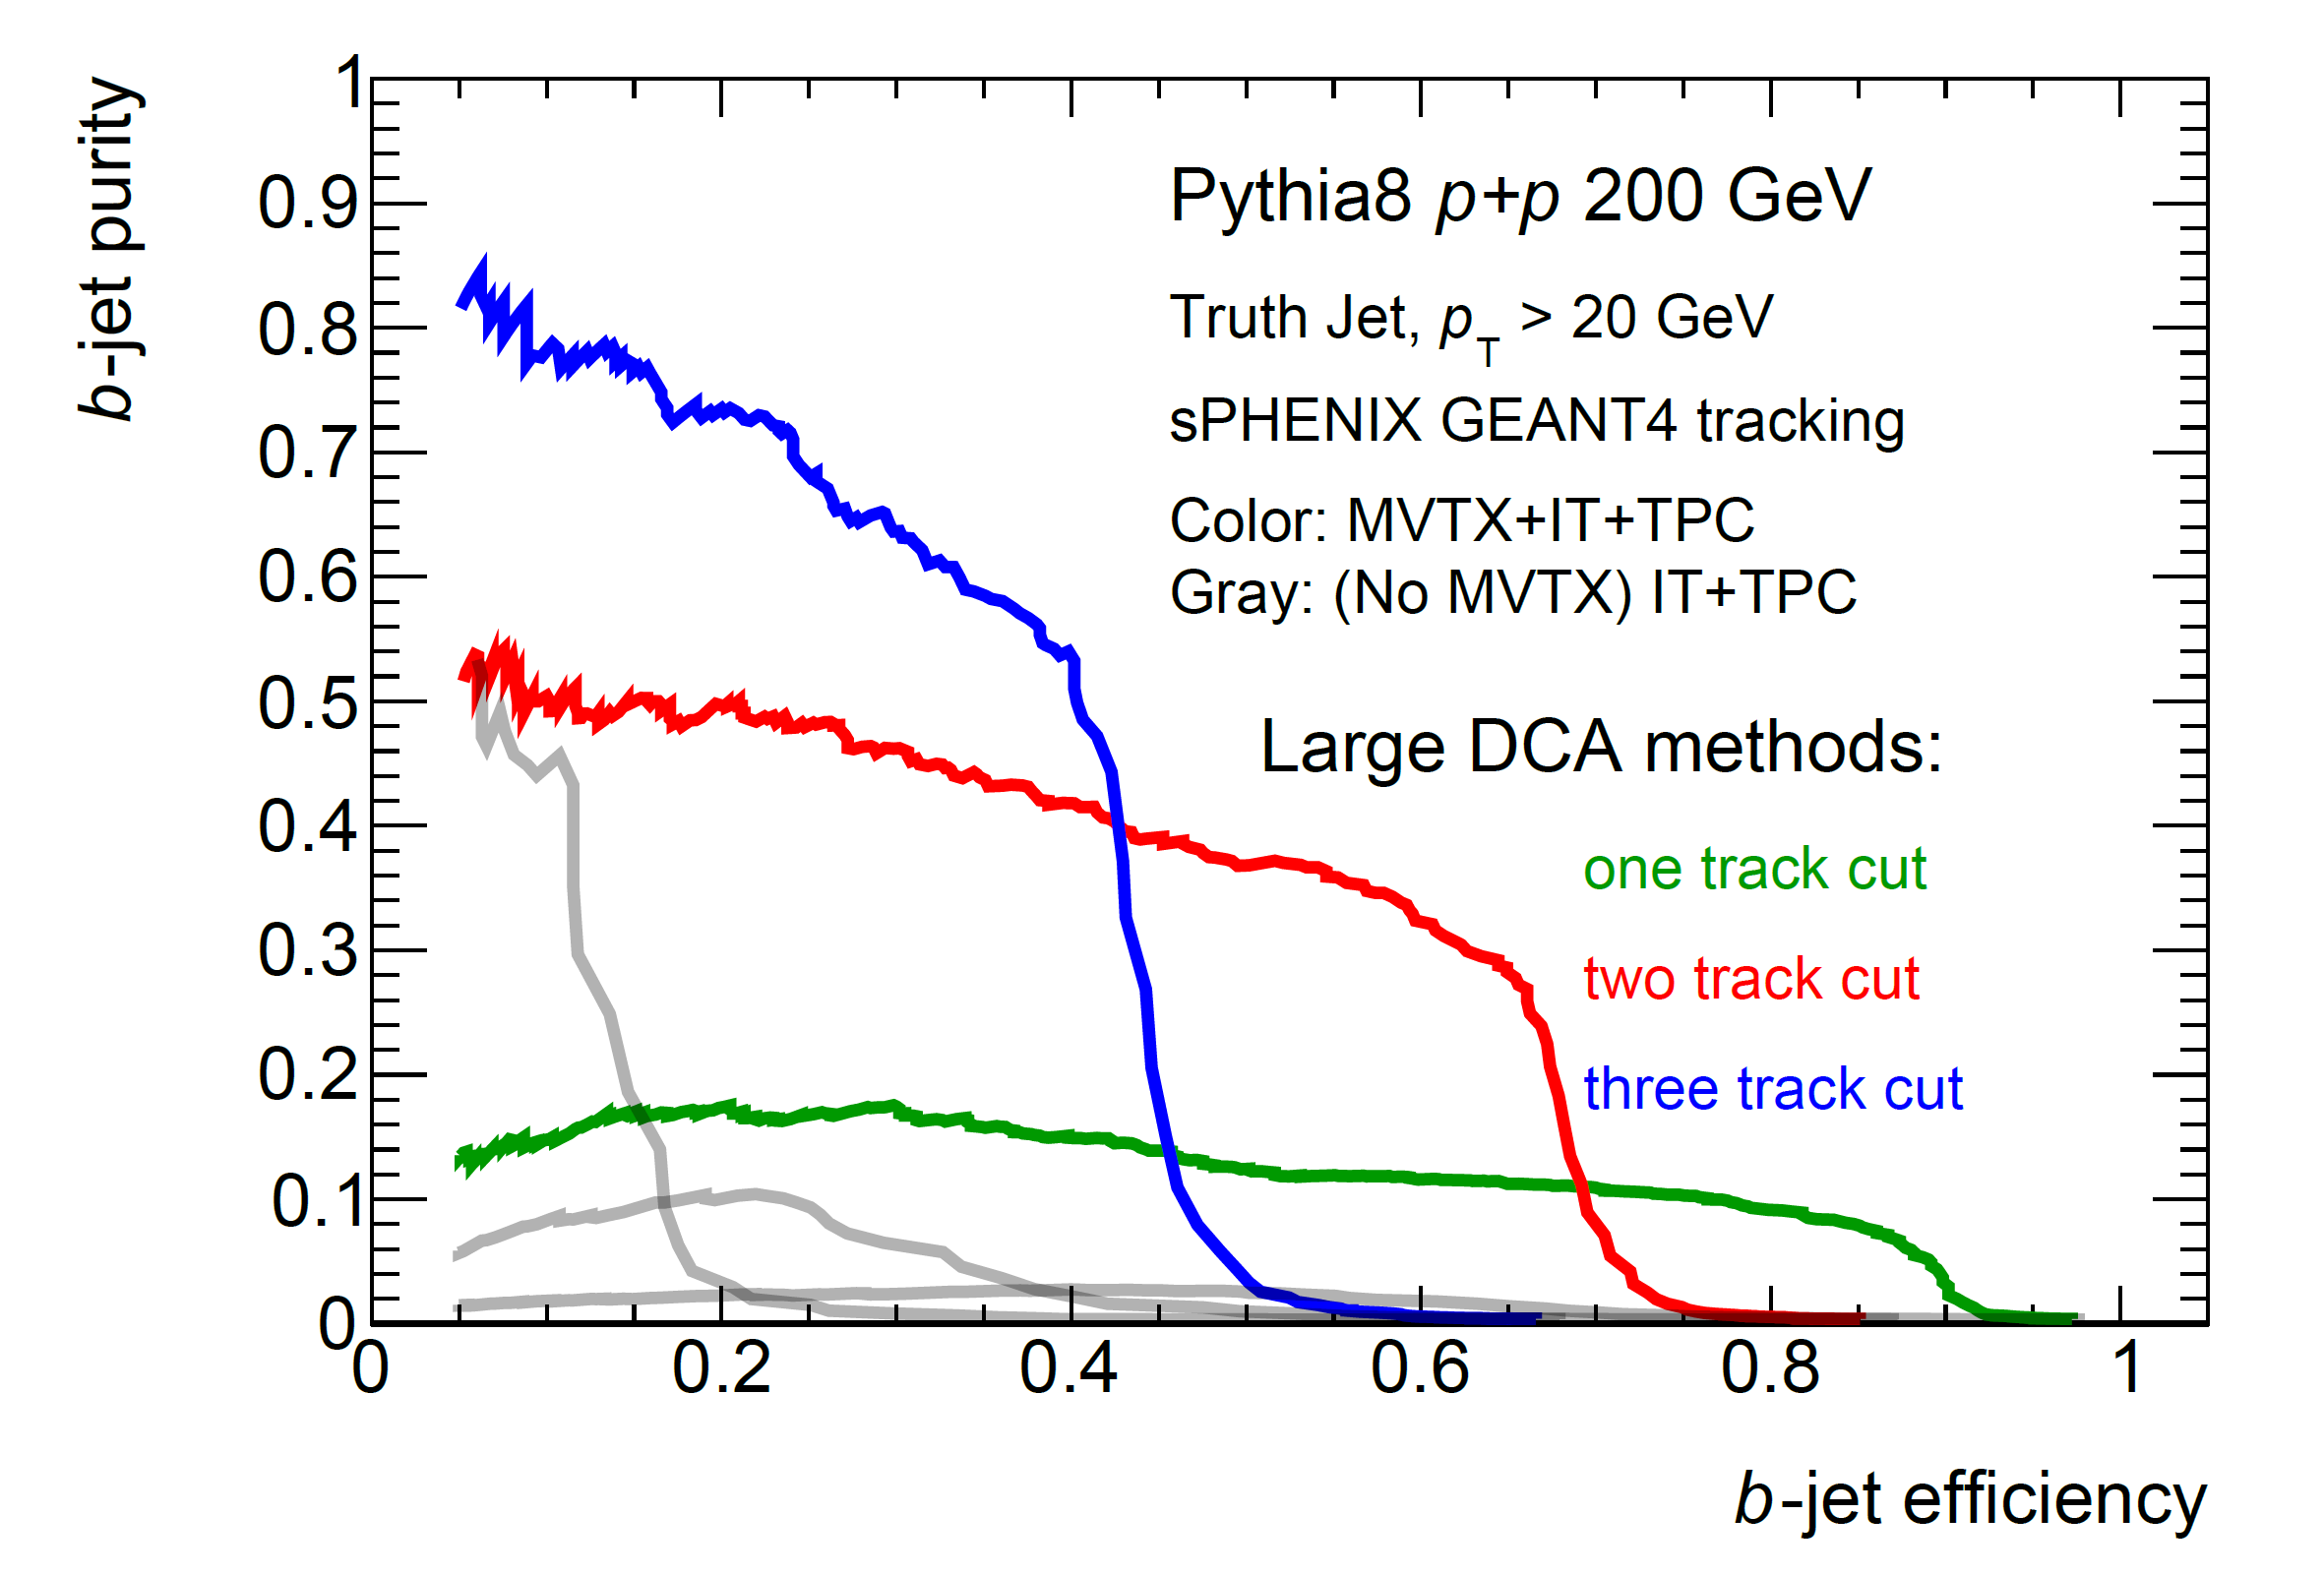 b-jet purity
1
0.9
0.8
0.7
0.6
0.5
0.4
0.3
0.2
0.1
0
Pythia8 p+p 200 GeV
Truth Jet, pT > 20 GeV
sPHENIX GEANT4 tracking
Color: MVTX+IT+TPC
Gray: (No MVTX) IT+TPC
Large DCA methods:
one track cut
two track cut
three track cut
0 0.2 0.4 0.6 0.8 1
b-jet efficiency